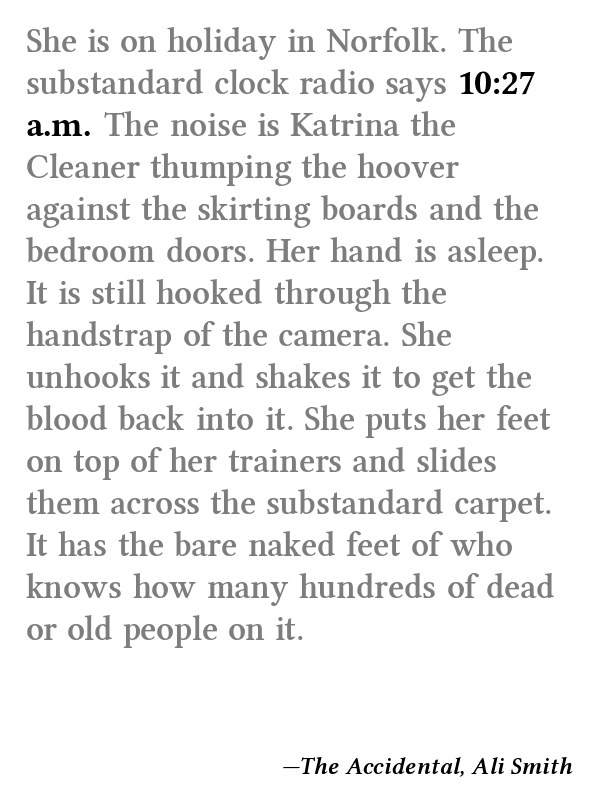 She is on holiday in Norfolk. The
substandard clock radio says 10:27
a.m. The noise is Katrina the
Cleaner thumping the hoover
against the skirting boards and the
bedroom doors. Her hand is asleep.
It is still hooked through the
handstrap of the camera. She
unhooks it and shakes it to get the
blood back into it. She puts her feet
on top of her trainers and slides
them across the substandard carpet.
It has the bare naked feet of who
knows how many hundreds of dead
or old people on it.
—The Accidental, Ali Smith